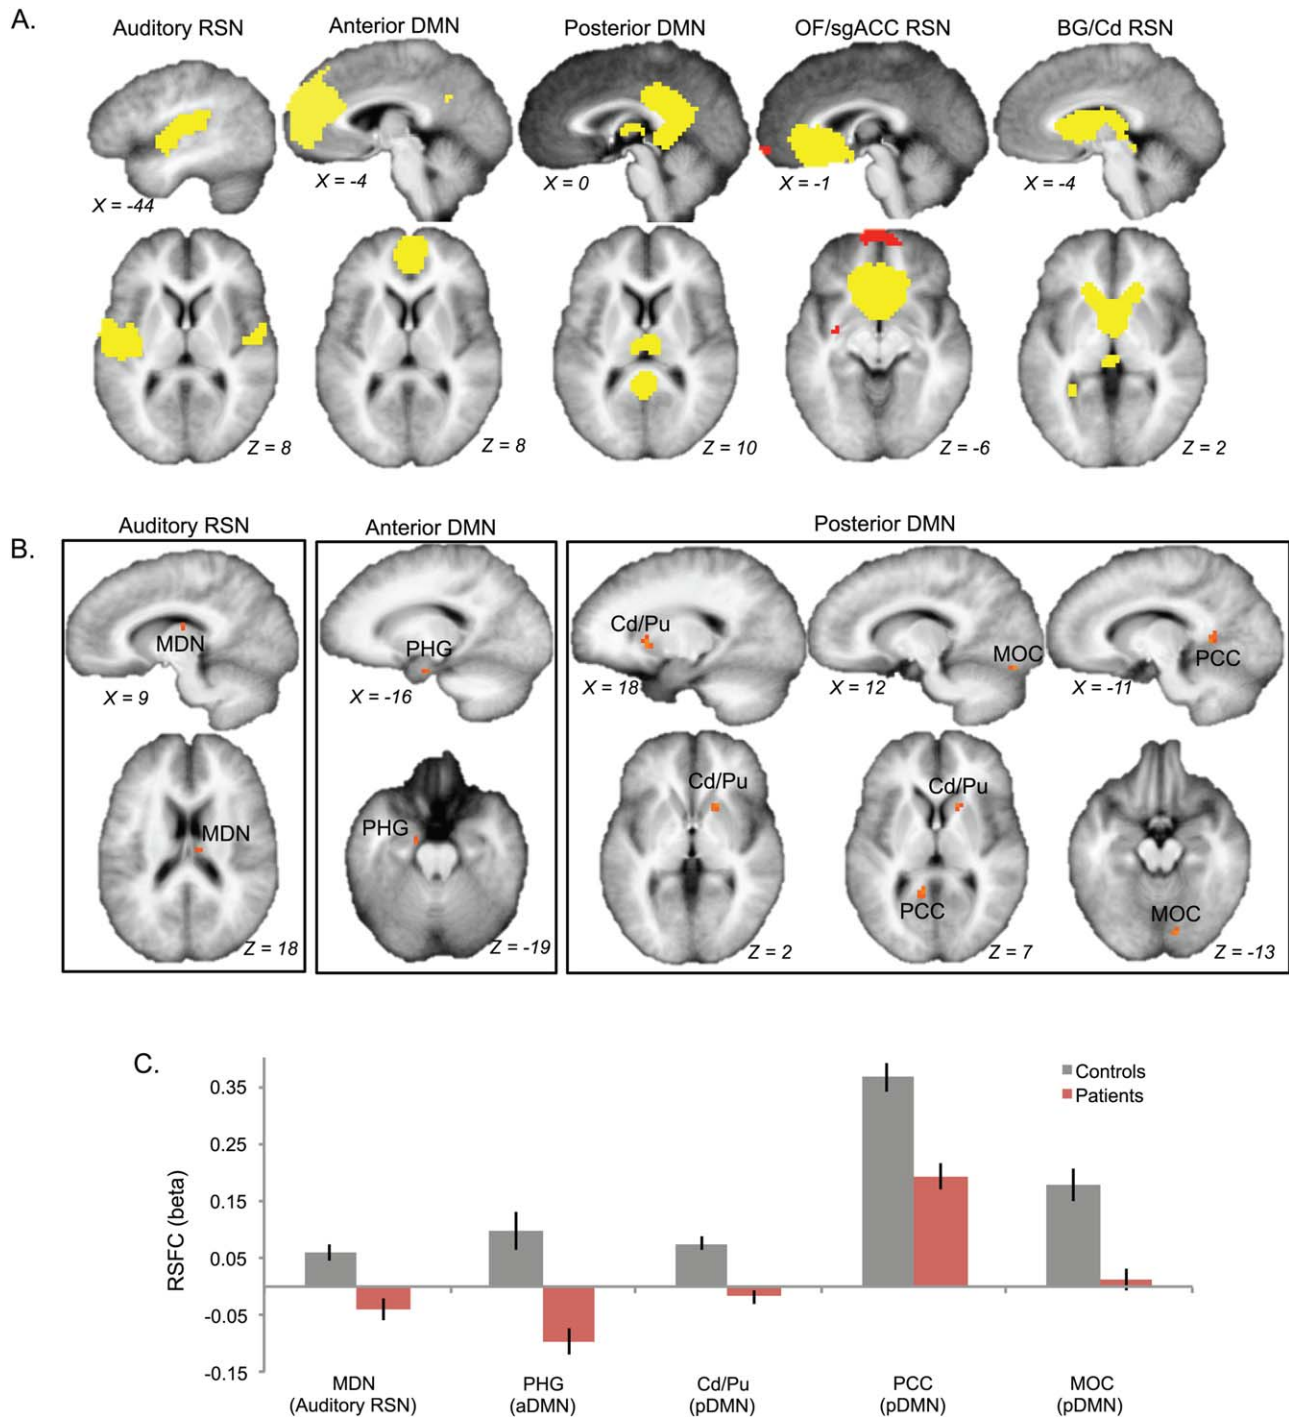 A.
Auditory RSN
Anterior DMN
Posterior DMN
OF/sgACC RSN
BG/Cd RSN
X = -44
X = -4
X = 0
X = -1
X = -4
Z = 8
Z = 8
Z = 10
Z = -6
Z = 2
B.
Auditory RSN
Anterior DMN
Posterior DMN
MDN
PHG
Cd/Pu
MOC
PCC
X = 9
X = -16
X = 18
X = 12
X = -11
MDN
PHG
Cd/Pu
Cd/Pu
PCC
MOC
Z = 18
Z = -19
Z = 2
Z = 7
Z = -13
C.
Controls
Patients
RSFC (beta)
0.35
0.25
0.15
0.05
-0.05
-0.15
MDN
(Auditory RSN)
PHG
(aDMN)
Cd/Pu
(pDMN)
PCC
(pDMN)
MOC
(pDMN)